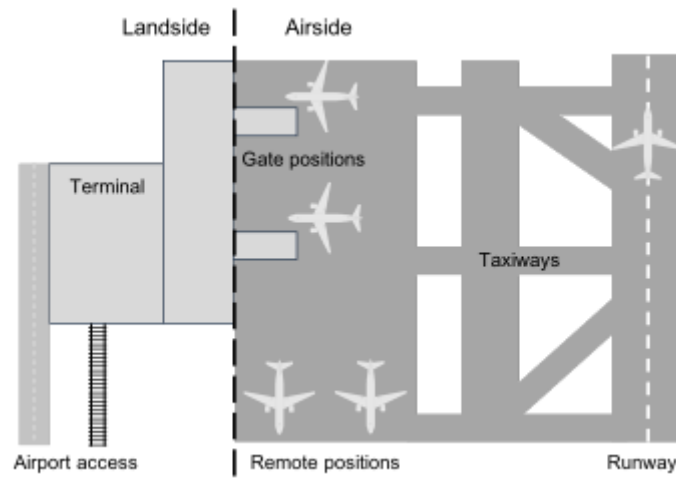 Landside
Airside
Gate positions
Terminal
Taxiways
Airport access
Remote positions
Runway